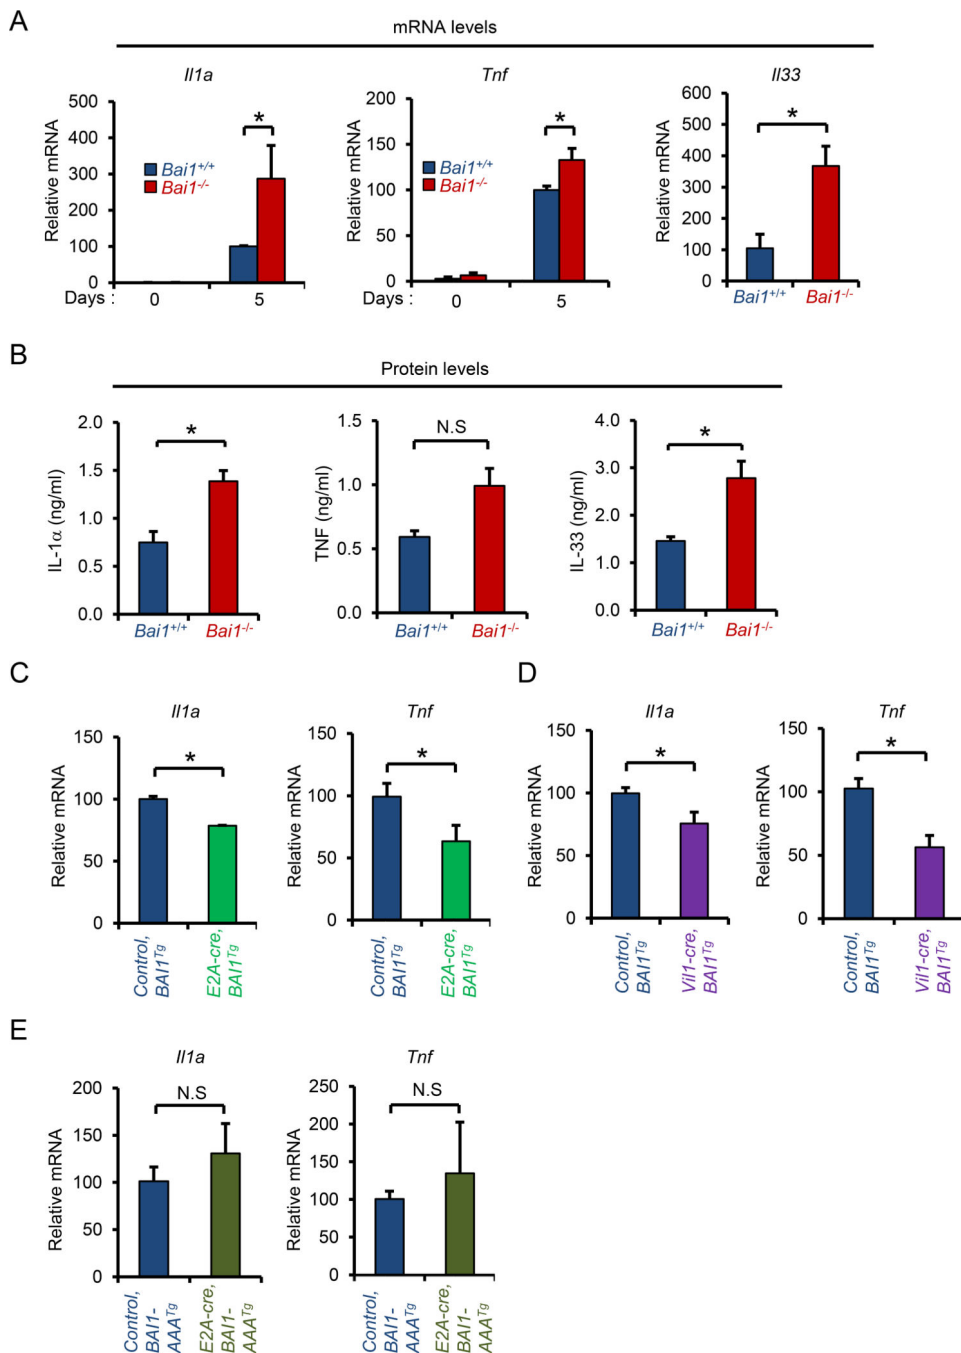 A
mRNA levels
Il1a
Tnf
Il33
Relative mRNA
500
400
300
200
100
0
*
Bai1+/+
Bai1-/-
Days :
0
5
Relative mRNA
200
150
100
50
0
*
Bai1+/+
Bai1-/-
Days :
0
5
Relative mRNA
600
500
400
300
200
100
0
*
Bai1+/+
Bai1-/-
B
Protein levels
IL-1α (ng/ml)
2.0
1.5
1.0
0.5
0.0
*
Bai1+/+
Bai1-/-
TNF (ng/ml)
1.5
1.0
0.5
0.0
N.S
Bai1+/+
Bai1-/-
IL-33 (ng/ml)
4.0
3.0
2.0
1.0
0.0
*
Bai1+/+
Bai1-/-
C
Il1a
Relative mRNA
150
100
50
0
*
Control,
BAI1Tg
E2A-cre,
BAI1Tg
Tnf
Relative mRNA
150
100
50
0
*
Control,
BAI1Tg
E2A-cre,
BAI1Tg
D
Il1a
Relative mRNA
150
100
50
0
*
Control,
BAI1Tg
Vil1-cre,
BAI1Tg
Tnf
Relative mRNA
150
100
50
0
*
Control,
BAI1Tg
Vil1-cre,
BAI1Tg
E
Il1a
Relative mRNA
200
150
100
50
0
N.S
Control,
BAI1-
AAATg
E2A-cre,
BAI1-
AAATg
Tnf
Relative mRNA
250
200
150
100
50
0
N.S
Control,
BAI1-
AAATg
E2A-cre,
BAI1-
AAATg